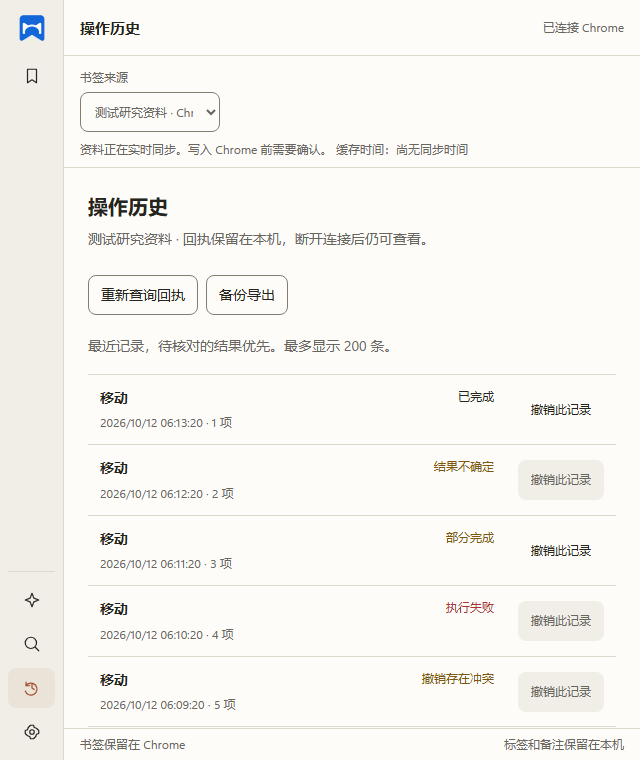 操作历史
已连接 Chrome
书签来源
测试研究资料 · Chr
资料正在实时同步。写入 Chrome 前需要确认。 缓存时间：尚无同步时间
操作历史
测试研究资料 · 回执保留在本机，断开连接后仍可查看。
重新查询回执
备份导出
最近记录，待核对的结果优先。最多显示 200 条。
移动
已完成
撤销此记录
2026/10/12 06:13:20 · 1 项
移动
结果不确定
撤销此记录
2026/10/12 06:12:20 · 2 项
移动
部分完成
撤销此记录
2026/10/12 06:11:20 · 3 项
移动
执行失败
撤销此记录
2026/10/12 06:10:20 · 4 项
移动
撤销存在冲突
撤销此记录
2026/10/12 06:09:20 · 5 项
书签保留在 Chrome
标签和备注保留在本机